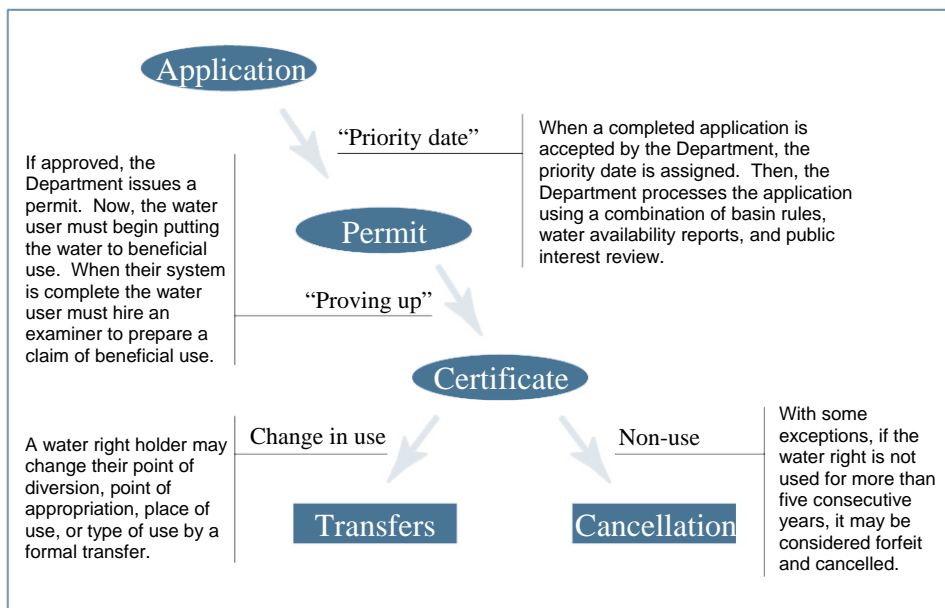 Application
“Priority date”
When a completed application is
accepted by the Department, the
priority date is assigned.  Then, the
Department processes the application
using a combination of basin rules,
water availability reports, and public
interest review.
If approved, the
Department issues a
permit.  Now, the water
user must begin putting
the water to beneficial
use.  When their system
is complete the water
user must hire an
examiner to prepare a
claim of beneficial use.
Permit
“Proving up”
Certificate
Change in use
A water right holder may
change their point of
diversion, point of
appropriation, place of
use, or type of use by a
formal transfer.
Non-use
With some
exceptions, if the
water right is not
used for more than
five consecutive
years, it may be
considered forfeit
and cancelled.
Transfers
Cancellation